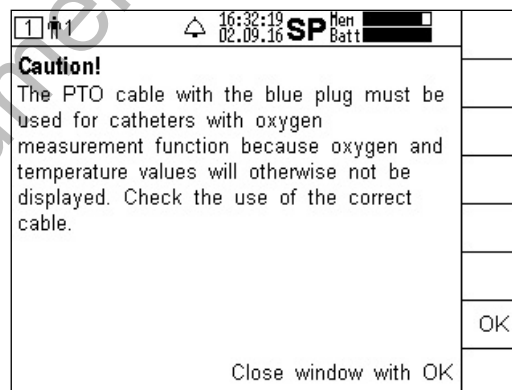 1 1 16:32:19 SP Mem
02.09.16 Batt
Caution!
The PTO cable with the blue plug must be
used for catheters with oxygen
measurement function because oxygen and
temperature values will otherwise not be
displayed. Check the use of the correct
cable.
OK
Close window with OK